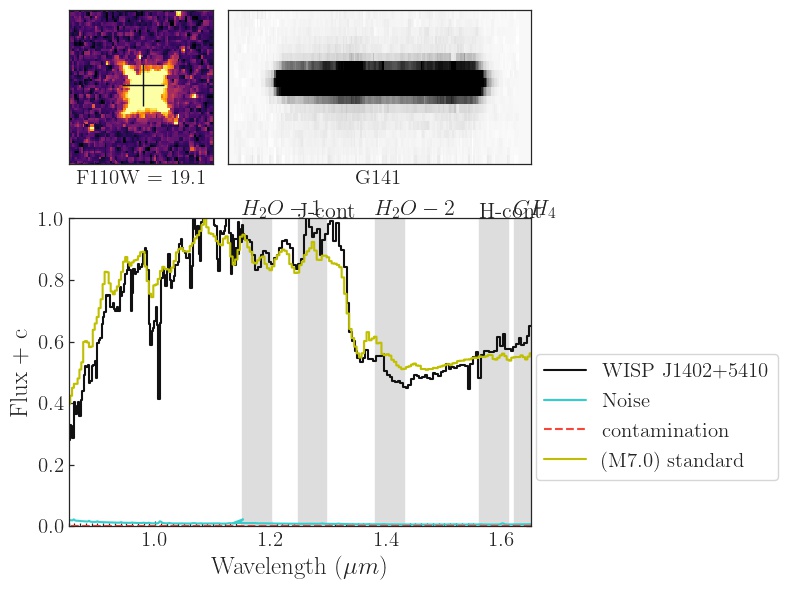 F110W = 19.1
G141
H₂O − 1
J-cont
H₂O − 2
H-cont
CH₄
1.0
0.8
0.6
0.4
0.2
0.0
Flux + c
1.0
1.2
1.4
1.6
Wavelength (μm)
WISP J1402+5410
Noise
contamination
(M7.0) standard